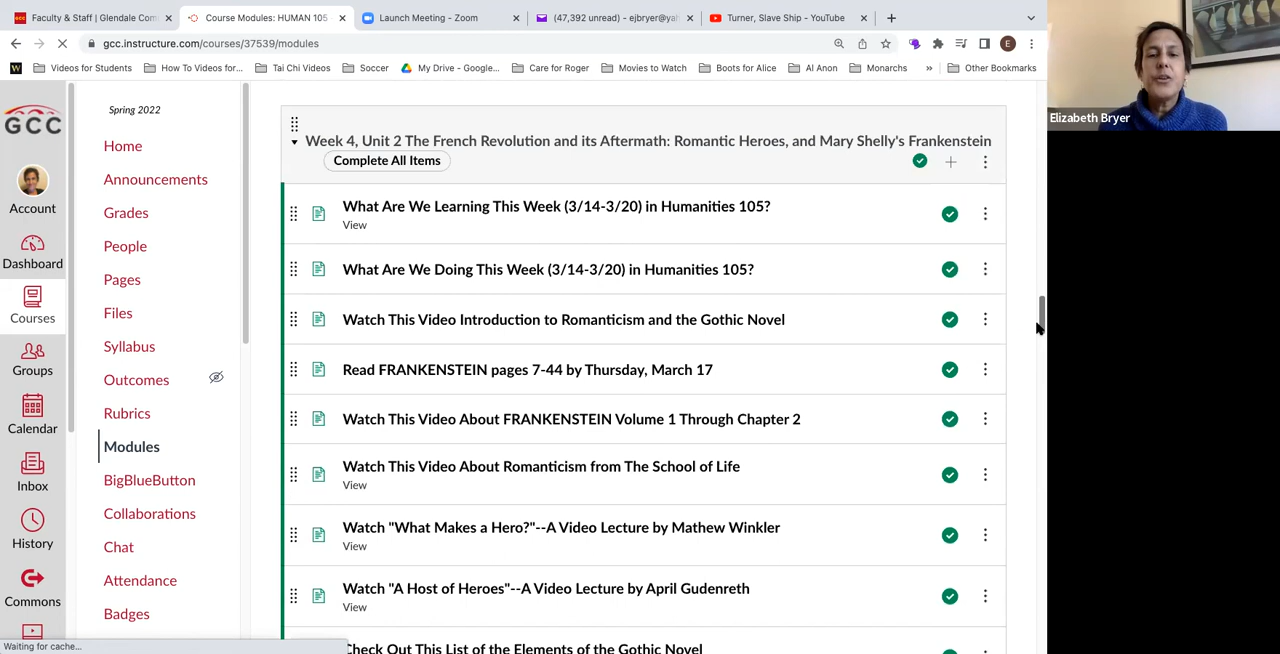 Faculty & Staff | Glendale Com
Course Modules: HUMAN 105
Launch Meeting - Zoom
(47,392 unread) - ejbryer@yah
Turner, Slave Ship - YouTube
gcc.instructure.com/courses/37539/modules
E
W
Videos for Students
How To Videos for...
Tai Chi Videos
Soccer
My Drive - Google...
Care for Roger
Movies to Watch
Boots for Alice
Al Anon
Monarchs
»
Other Bookmarks
Elizabeth Bryer
GCC
Account
Dashboard
Courses
Groups
Calendar
Inbox
History
Commons
Spring 2022
Home
Announcements
Grades
People
Pages
Files
Syllabus
Outcomes
Rubrics
Modules
BigBlueButton
Collaborations
Chat
Attendance
Badges
Week 4, Unit 2 The French Revolution and its Aftermath: Romantic Heroes, and Mary Shelly's Frankenstein
Complete All Items
What Are We Learning This Week (3/14-3/20) in Humanities 105?
View
What Are We Doing This Week (3/14-3/20) in Humanities 105?
Watch This Video Introduction to Romanticism and the Gothic Novel
Read FRANKENSTEIN pages 7-44 by Thursday, March 17
Watch This Video About FRANKENSTEIN Volume 1 Through Chapter 2
Watch This Video About Romanticism from The School of Life
View
Watch "What Makes a Hero?"--A Video Lecture by Mathew Winkler
View
Watch "A Host of Heroes"--A Video Lecture by April Gudenreth
View
Check Out This List of the Elements of the Gothic Novel
Waiting for cache...